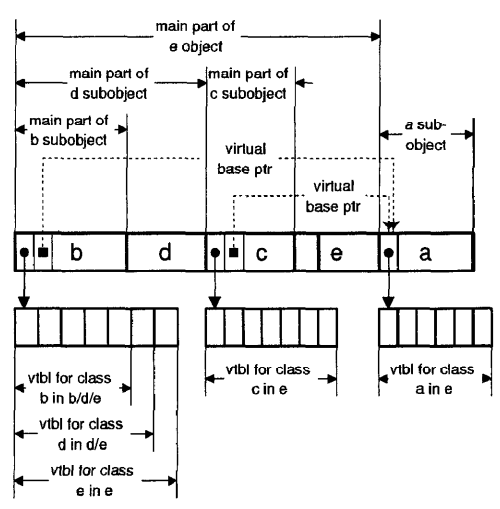 main part of
e object
main part of
d subobject
main part of
c subobject
main part of
b subobject
a sub-
object
virtual
base ptr
virtual
base ptr
b
d
c
e
a
vtbl for class
b in b/d/e
vtbl for class
c in e
vtbl for class
a in e
vtbl for class
d in d/e
vtbl for class
e in e